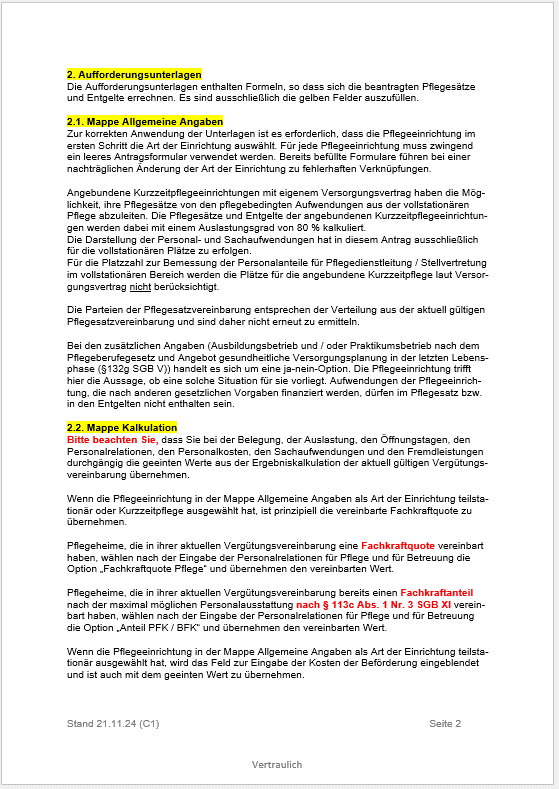 2. Aufforderungsunterlagen
Die Aufforderungsunterlagen enthalten Formeln, so dass sich die beantragten Pflegesätze
und Entgelte errechnen. Es sind ausschließlich die gelben Felder auszufüllen.
2.1. Mappe Allgemeine Angaben
Zur korrekten Anwendung der Unterlagen ist es erforderlich, dass die Pflegeeinrichtung im
ersten Schritt die Art der Einrichtung auswählt. Für jede Pflegeeinrichtung muss zwingend
ein leeres Antragsformular verwendet werden. Bereits befüllte Formulare führen bei einer
nachträglichen Änderung der Art der Einrichtung zu fehlerhaften Verknüpfungen.
Angebundene Kurzzeitpflegeeinrichtungen mit eigenem Versorgungsvertrag haben die Mög-
lichkeit, ihre Pflegesätze von den pflegebedingten Aufwendungen aus der vollstationären
Pflege abzuleiten. Die Pflegesätze und Entgelte der angebundenen Kurzzeitpflegeeinrichtun-
gen werden dabei mit einem Auslastungsgrad von 80 % kalkuliert.
Die Darstellung der Personal- und Sachaufwendungen hat in diesem Antrag ausschließlich
für die vollstationären Plätze zu erfolgen.
Für die Platzzahl zur Bemessung der Personalanteile für Pflegedienstleitung / Stellvertretung
im vollstationären Bereich werden die Plätze für die angebundene Kurzzeitpflege laut Versor-
gungsvertrag nicht berücksichtigt.
Die Parteien der Pflegesatzvereinbarung entsprechen der Verteilung aus der aktuell gültigen
Pflegesatzvereinbarung und sind daher nicht erneut zu ermitteln.
Bei den zusätzlichen Angaben (Ausbildungsbetrieb und / oder Praktikumsbetrieb nach dem
Pflegeberufegesetz und Angebot gesundheitliche Versorgungsplanung in der letzten Lebens-
phase (§132g SGB V)) handelt es sich um eine ja-nein-Option. Die Pflegeeinrichtung trifft
hier die Aussage, ob eine solche Situation für sie vorliegt. Aufwendungen der Pflegeeinrich-
tung, die nach anderen gesetzlichen Vorgaben finanziert werden, dürfen im Pflegesatz bzw.
in den Entgelten nicht enthalten sein.
2.2. Mappe Kalkulation
Bitte beachten Sie, dass Sie bei der Belegung, der Auslastung, den Öffnungstagen, den
Personalrelationen, den Personalkosten, den Sachaufwendungen und den Fremdleistungen
durchgängig die geeinten Werte aus der Ergebniskalkulation der aktuell gültigen Vergütungs-
vereinbarung übernehmen.
Wenn die Pflegeeinrichtung in der Mappe Allgemeine Angaben als Art der Einrichtung teilsta-
tionär oder Kurzzeitpflege ausgewählt hat, ist prinzipiell die vereinbarte Fachkraftquote zu
übernehmen.
Pflegeheime, die in ihrer aktuellen Vergütungsvereinbarung eine Fachkraftquote vereinbart
haben, wählen nach der Eingabe der Personalrelationen für Pflege und für Betreuung die
Option „Fachkraftquote Pflege“ und übernehmen den vereinbarten Wert.
Pflegeheime, die in ihrer aktuellen Vergütungsvereinbarung bereits einen Fachkraftanteil
nach der maximal möglichen Personalausstattung nach § 113c Abs. 1 Nr. 3 SGB XI verein-
bart haben, wählen nach der Eingabe der Personalrelationen für Pflege und für Betreuung
die Option „Anteil PFK / BFK“ und übernehmen den vereinbarten Wert.
Wenn die Pflegeeinrichtung in der Mappe Allgemeine Angaben als Art der Einrichtung teilsta-
tionär ausgewählt hat, wird das Feld zur Eingabe der Kosten der Beförderung eingeblendet
und ist auch mit dem geeinten Wert zu übernehmen.
Stand 21.11.24 (C1) Seite 2
Vertraulich